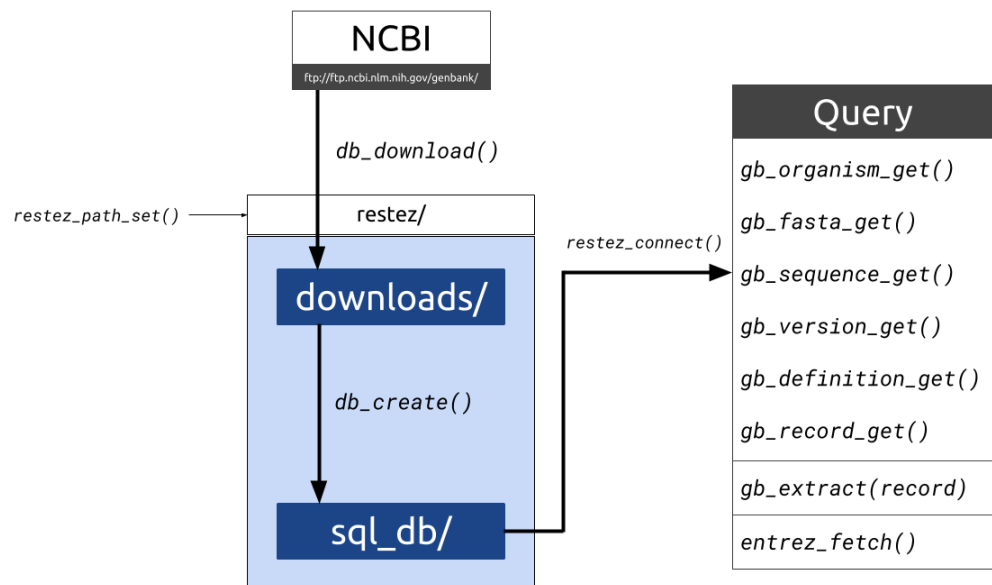 NCBI
ftp://ftp.ncbi.nlm.nih.gov/genbank/
db_download()
restez_path_set()
restez/
downloads/
db_create()
sql_db/
restez_connect()
Query
gb_organism_get()
gb_fasta_get()
gb_sequence_get()
gb_version_get()
gb_definition_get()
gb_record_get()
gb_extract(record)
entrez_fetch()